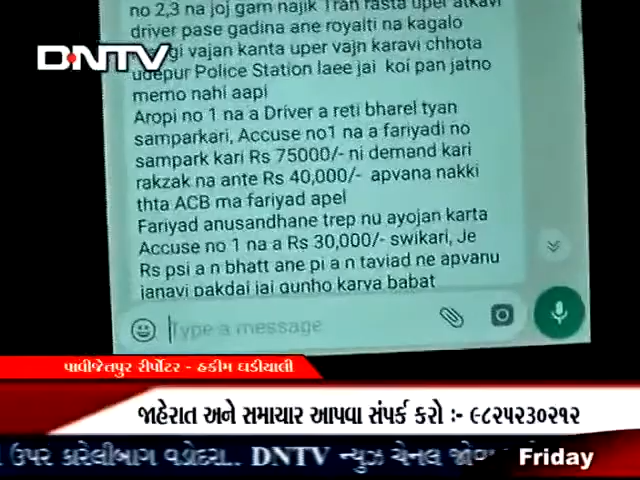 no 2,3 na joj gam najik Tran rasta uper atkavi
driver pase gadina ane royalti na kagalo
gi vajan kanta uper vajn karavi chhota
DNTV
udepur Police Station laee jai koi pan jatno
memo nahi aapi
Aropi no 1 na a Driver a reti bharel tyan
samparkari, Accuse no1 na a fariyadi no
sampark kari Rs 75000/- ni demand kari
rakzak na ante Rs 40,000/- apvana nakki
thta ACB ma fariyad apel
Fariyad anusandhane trep nu ayojan karta
Accuse no 1 na a Rs 30,000/- swikari, Je
Rs psi a n bhatt ane pi a n taviad ne apvanu
janavi pakdai jai gunho karya babat
Type a message
પાવીજેતપુર રીર્પોટર - હકીમ ઘડીયાલી
જાહેરાત અને સમાચાર આપવા સંપર્ક કરો :- ૯૮૨૫૨૩૦૨૧૨
ઉપર કારેલીબાગ વડોદરા.. DNTV ન્યુઝ ચેનલ
Friday